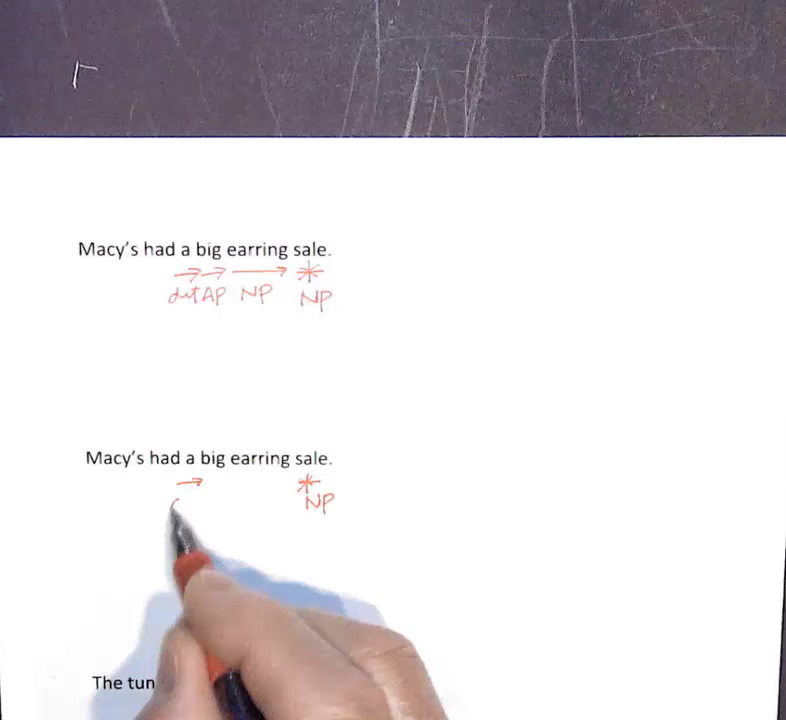 Macy's had a big earring sale.
→ → → *
det AP NP NP
Macy's had a big earring sale.
→ *
NP
The tun